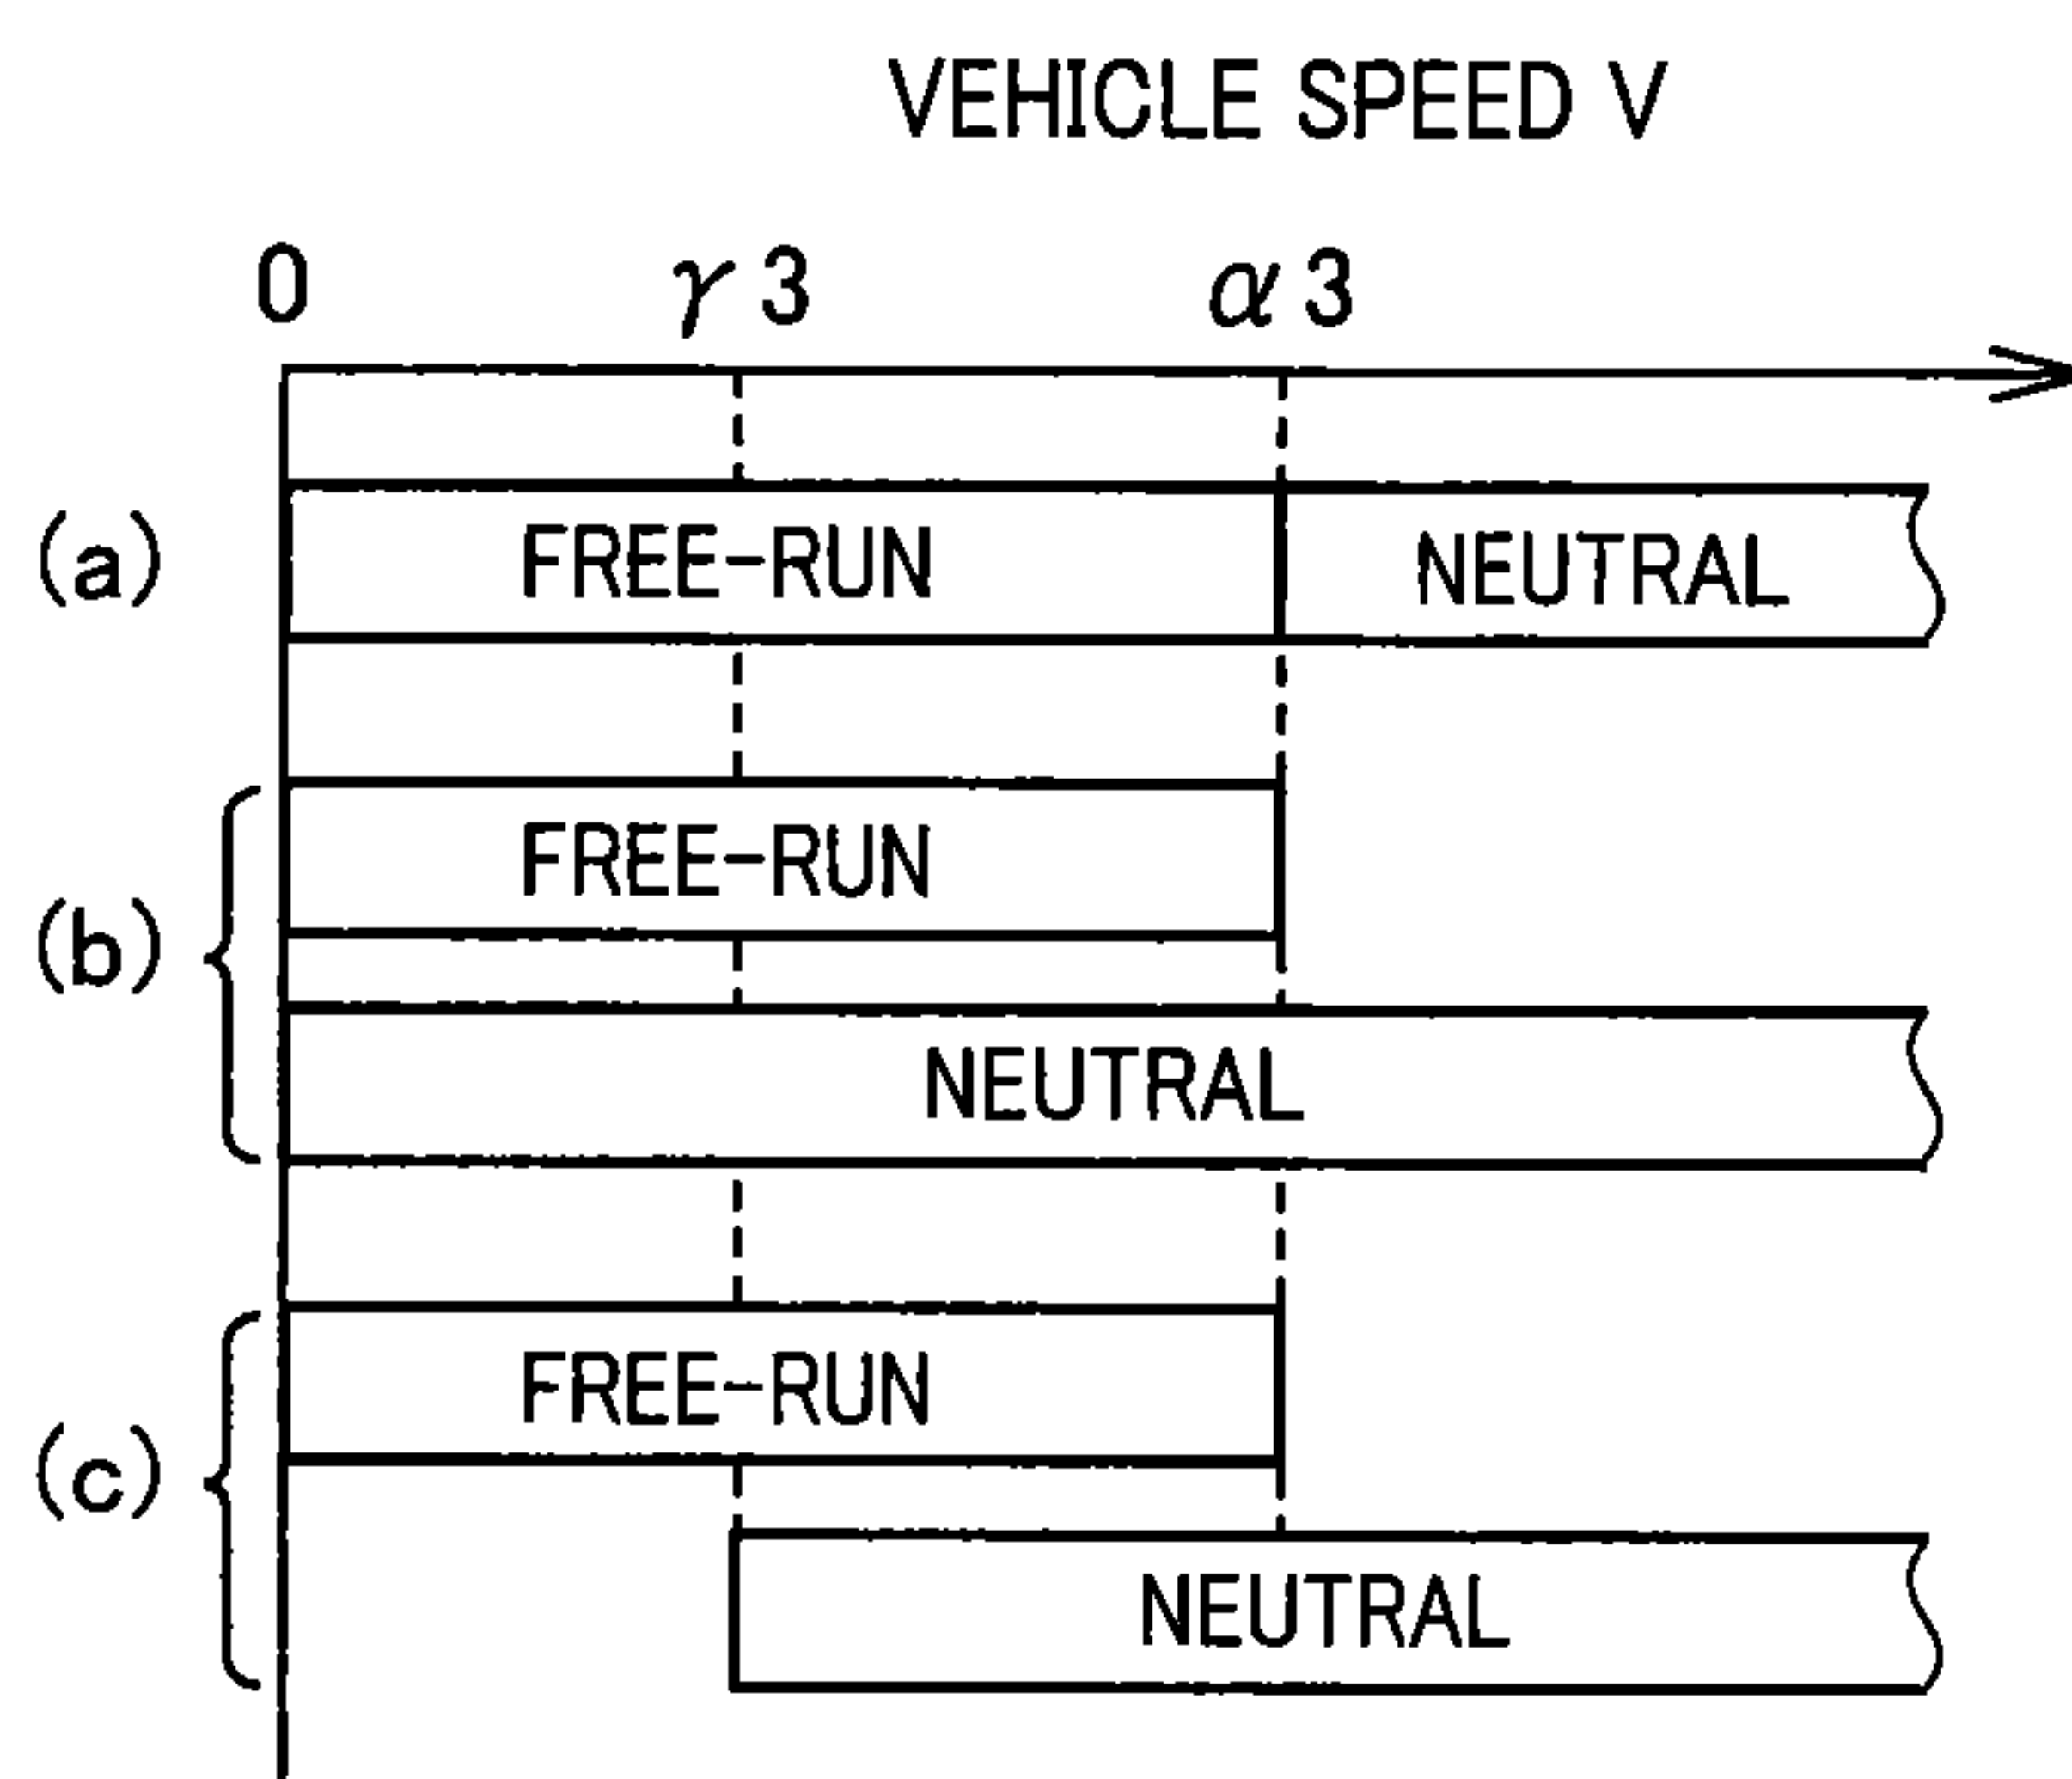 VEHICLE SPEED V
0 γ3 α3
(a) FREE-RUN NEUTRAL
FREE-RUN
(b)
NEUTRAL
FREE-RUN
(c)
NEUTRAL